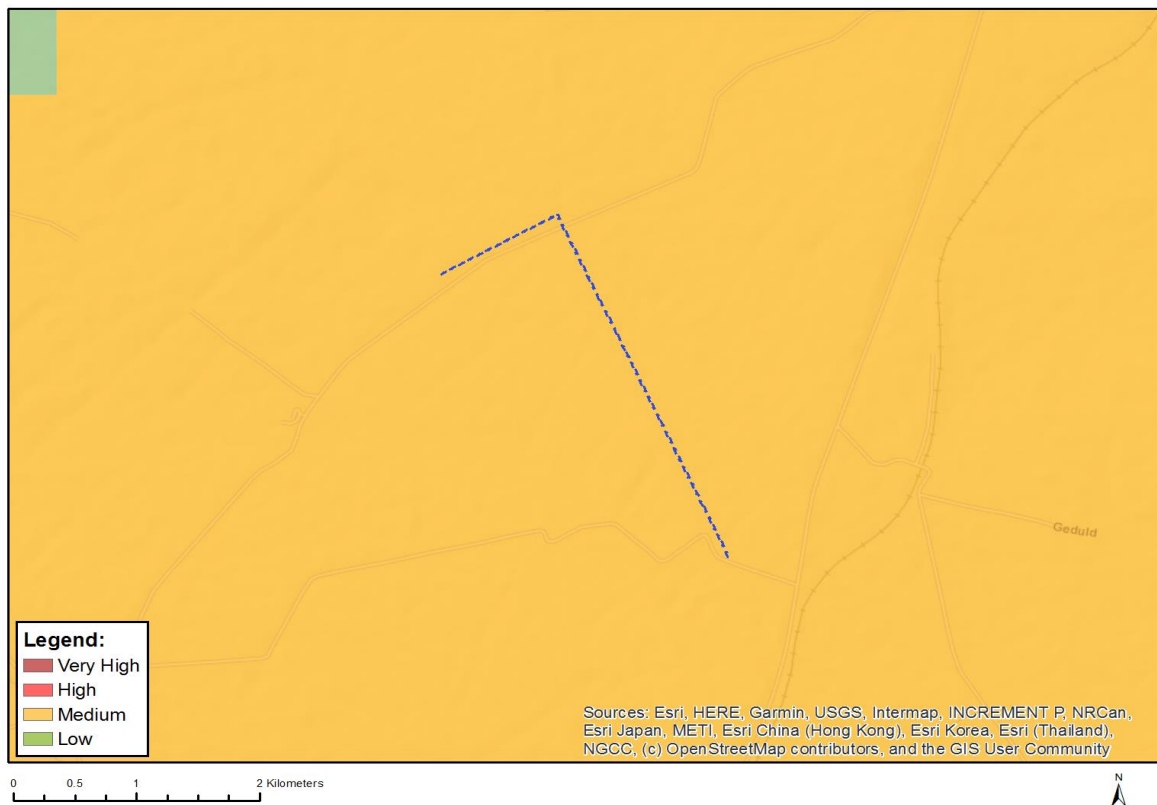 Geduld
Legend:
Very High
High
Medium
Low
Sources: Esri, HERE, Garmin, USGS, Intermap, INCREMENT P, NRCan,
Esri Japan, METI, Esri China (Hong Kong), Esri Korea, Esri (Thailand),
NGCC, (c) OpenStreetMap contributors, and the GIS User Community
0 0.5 1 2 Kilometers
N